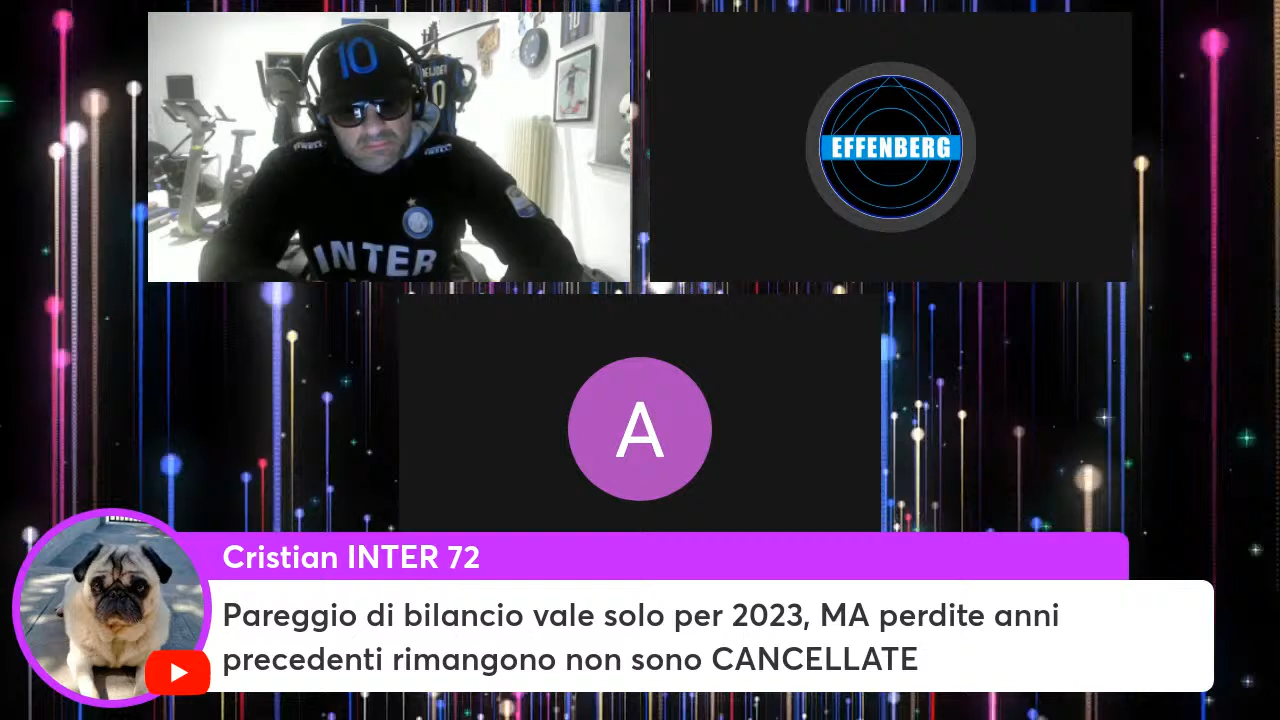 10
INTER
EFFENBERG
A
Cristian INTER 72
Pareggio di bilancio vale solo per 2023, MA perdite anni
precedenti rimangono non sono CANCELLATE